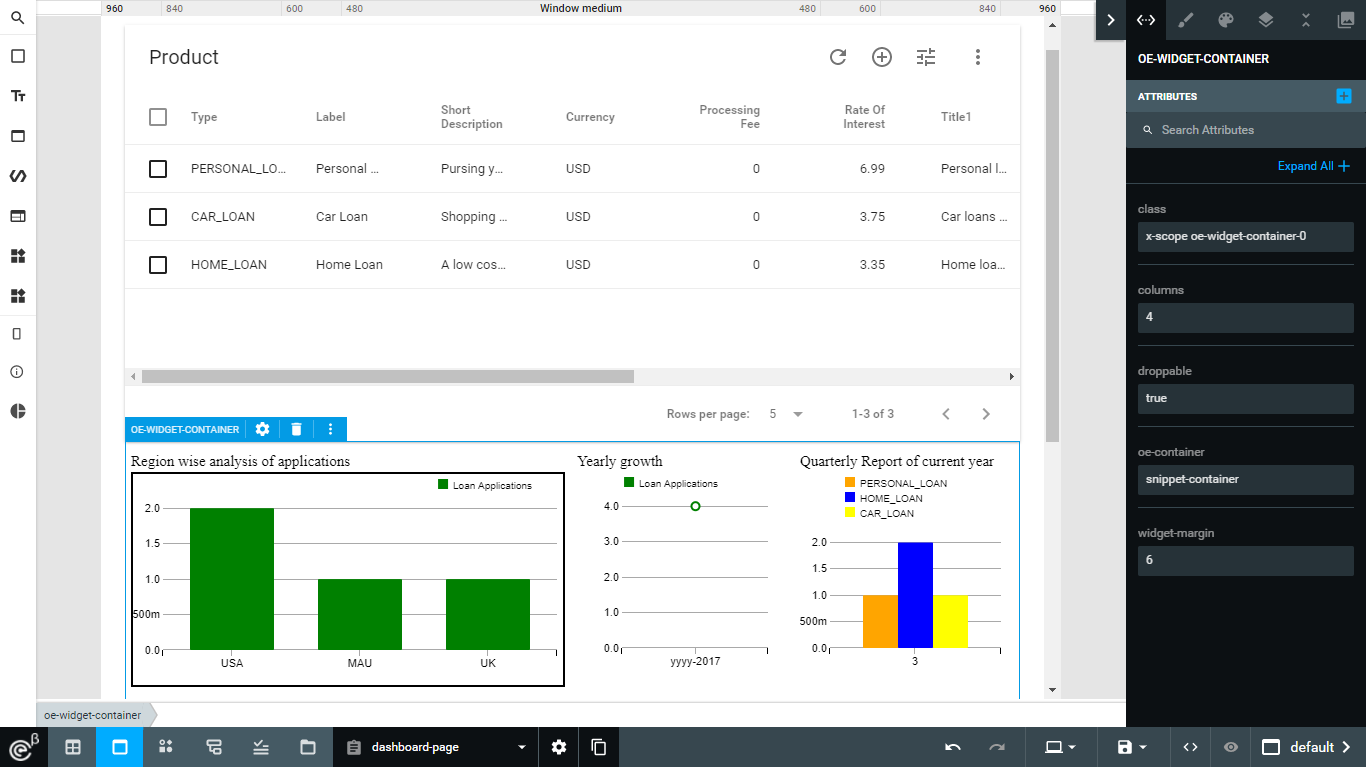 960 840 600 480 Window medium 480 600 840 960
Product
Type Label Short Description Currency Processing Fee Rate Of Interest Title1
PERSONAL_LO... Personal ... Pursing y... USD 0 6.99 Personal l...
CAR_LOAN Car Loan Shopping ... USD 0 3.75 Car loans ...
HOME_LOAN Home Loan A low cos... USD 0 3.35 Home loa...
Rows per page: 5 1-3 of 3
OE-WIDGET-CONTAINER
Region wise analysis of applications
Loan Applications
2.0
1.5
1.0
500m
0.0
USA MAU UK
Yearly growth
Loan Applications
4.0
3.0
2.0
1.0
0.0
yyyy-2017
Quarterly Report of current year
PERSONAL_LOAN
HOME_LOAN
CAR_LOAN
2.0
1.5
1.0
500m
0.0
3
oe-widget-container
OE-WIDGET-CONTAINER
ATTRIBUTES
Search Attributes
Expand All
class
x-scope oe-widget-container-0
columns
4
droppable
true
oe-container
snippet-container
widget-margin
6
Tт
eβ dashboard-page default